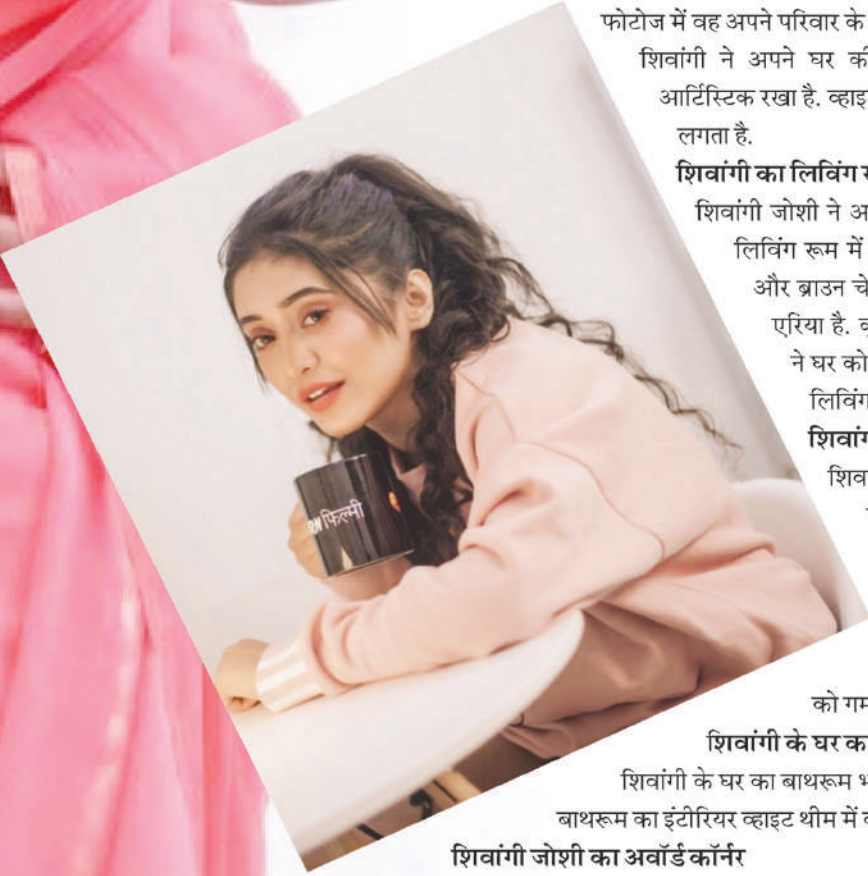 फोटोज में वह अपने परिवार के
शिवांगी ने अपने घर की
आर्टिस्टिक रखा है. व्हाइ
लगता है.
शिवांगी का लिविंग
शिवांगी जोशी ने अ
लिविंग रूम में
और ब्राउन चे
एरिया है.
ने घर को
लिविंग
शिवांग
शिव
फिल्मी
को गम
शिवांगी के घर का
शिवांगी के घर का बाथरूम
बाथरूम का इंटीरियर व्हाइट थीम में
शिवांगी जोशी का अवॉर्ड कॉर्नर